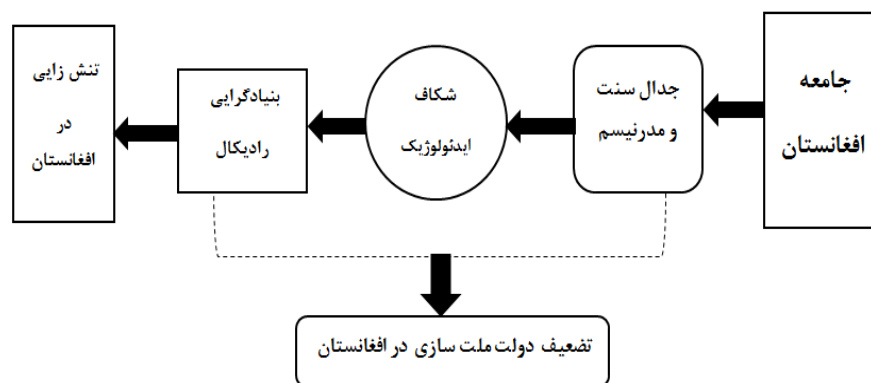 جامعه
افغانستان
جدال سنت
و مدرنیسم
شکاف
ایدئولوژیک
بنیادگرایی
رادیکال
تنش زایی
در
افغانستان
تضعیف دولت ملت سازی در افغانستان